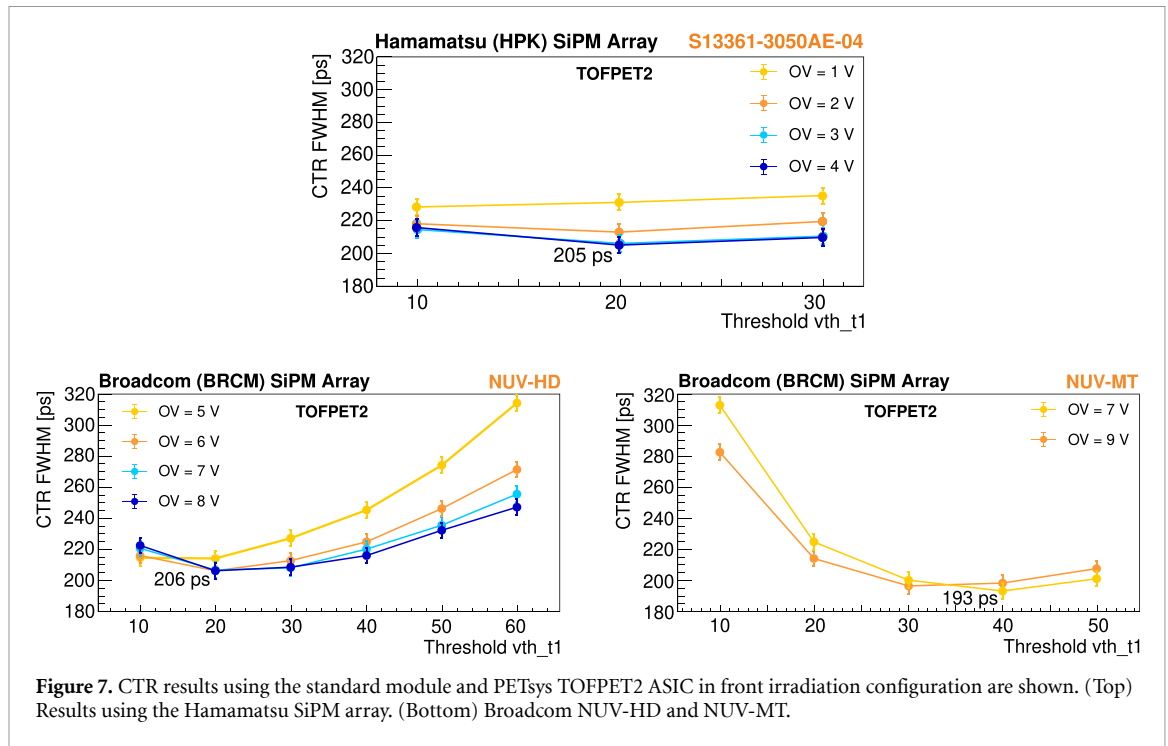 Hamamatsu (HPK) SiPM Array S13361-3050AE-04
TOFPET2
CTR FWHM [ps]
320
300
280
260
240
220
200
180
OV = 1 V
OV = 2 V
OV = 3 V
OV = 4 V
205 ps
10 20 30
Threshold vth_t1
Broadcom (BRCM) SiPM Array NUV-HD
TOFPET2
CTR FWHM [ps]
320
300
280
260
240
220
200
180
OV = 5 V
OV = 6 V
OV = 7 V
OV = 8 V
206 ps
10 20 30 40 50 60
Threshold vth_t1
Broadcom (BRCM) SiPM Array NUV-MT
TOFPET2
CTR FWHM [ps]
320
300
280
260
240
220
200
180
OV = 7 V
OV = 9 V
193 ps
10 20 30 40 50
Threshold vth_t1
Figure 7. CTR results using the standard module and PETsys TOFPET2 ASIC in front irradiation configuration are shown. (Top)
Results using the Hamamatsu SiPM array. (Bottom) Broadcom NUV-HD and NUV-MT.